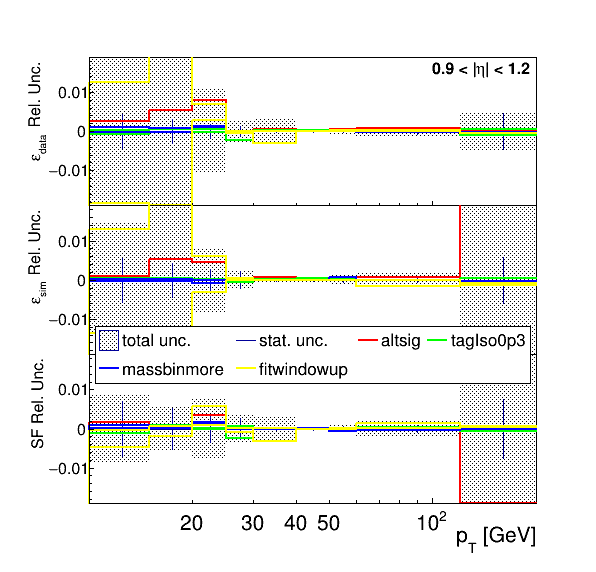 0.9 < |η| < 1.2
ε_data Rel. Unc.
0.01
0
−0.01
ε_sim Rel. Unc.
0.01
0
−0.01
total unc. stat. unc. altsig tagIso0p3
massbinmore fitwindowup
SF Rel. Unc.
0.01
0
−0.01
20 30 40 50 10²
p_T [GeV]